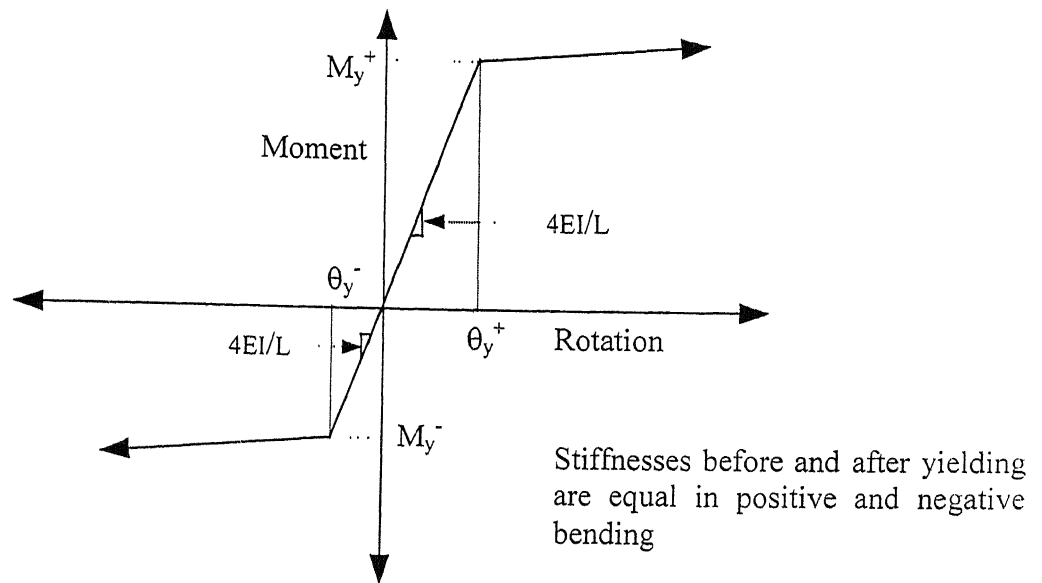 My+
Moment
4EI/L
θy-
4EI/L
θy+
Rotation
My-
Stiffnesses before and after yielding
are equal in positive and negative
bending